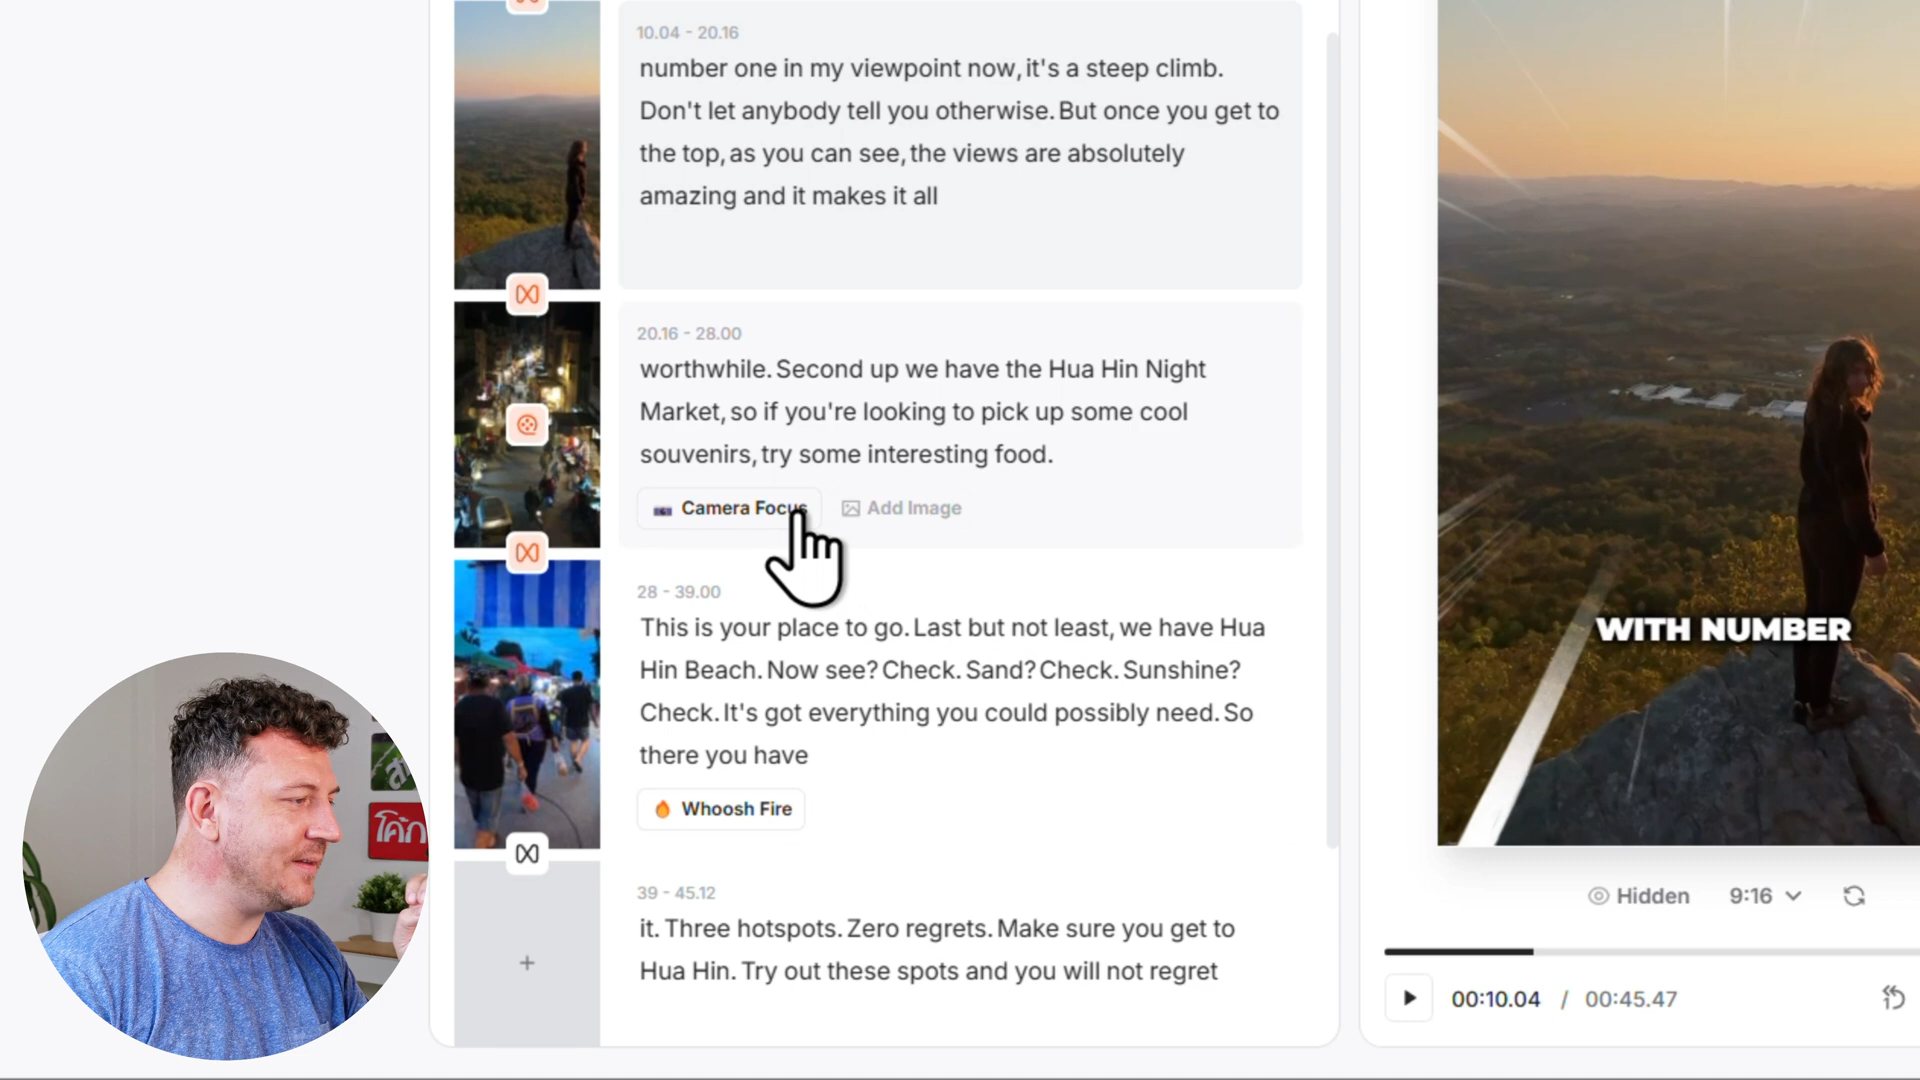 10.04 - 20.16
number one in my viewpoint now, it's a steep climb.
Don't let anybody tell you otherwise. But once you get to
the top, as you can see, the views are absolutely
amazing and it makes it all
20.16 - 28.00
worthwhile. Second up we have the Hua Hin Night
Market, so if you're looking to pick up some cool
souvenirs, try some interesting food.
Camera Focus
Add Image
28 - 39.00
This is your place to go. Last but not least, we have Hua
Hin Beach. Now see? Check. Sand? Check. Sunshine?
Check. It's got everything you could possibly need. So
there you have
Whoosh Fire
39 - 45.12
it. Three hotspots. Zero regrets. Make sure you get to
Hua Hin. Try out these spots and you will not regret
WITH NUMBER
Hidden
9:16
00:10.04 / 00:45.47
โค้ก